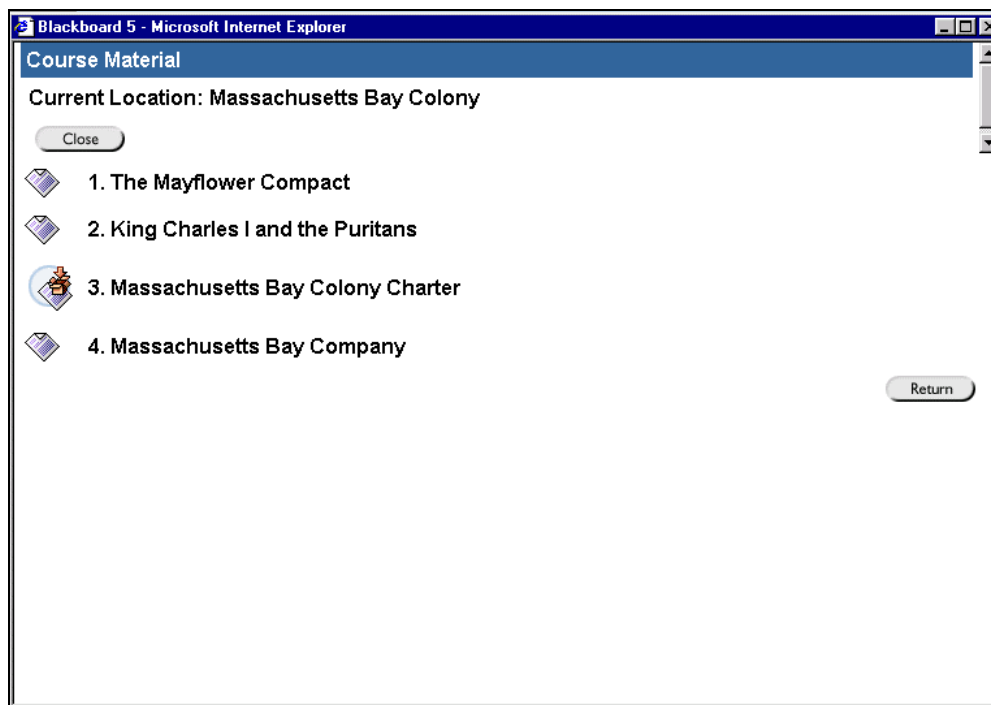 Blackboard 5 - Microsoft Internet Explorer
Course Material
Current Location: Massachusetts Bay Colony
Close
1. The Mayflower Compact
2. King Charles I and the Puritans
3. Massachusetts Bay Colony Charter
4. Massachusetts Bay Company
Return